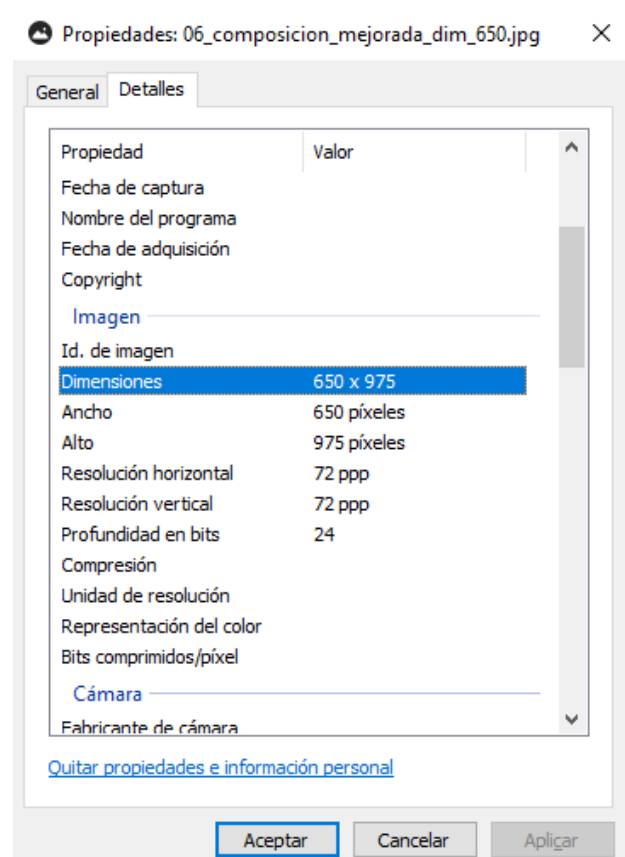 Propiedades: 06_composicion_mejorada_dim_650.jpg
General Detalles
Propiedad Valor
Fecha de captura
Nombre del programa
Fecha de adquisición
Copyright
Imagen
Id. de imagen
Dimensiones 650 x 975
Ancho 650 píxeles
Alto 975 píxeles
Resolución horizontal 72 ppp
Resolución vertical 72 ppp
Profundidad en bits 24
Compresión
Unidad de resolución
Representación del color
Bits comprimidos/píxel
Cámara
Fabricante de cámara
Quitar propiedades e información personal
Aceptar Cancelar Aplicar